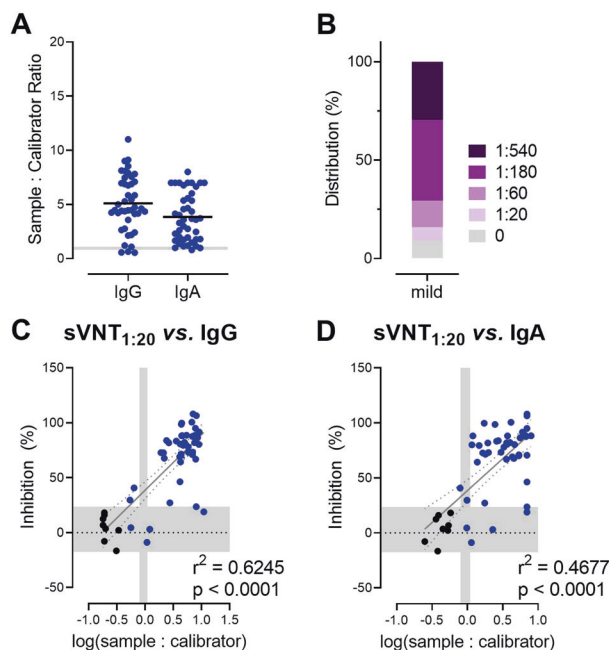 A
Sample : Calibrator Ratio
20
15
10
5
0
IgG
IgA
B
Distribution (%)
100
50
0
mild
1:540
1:180
1:60
1:20
0
C
sVNT1:20 vs. IgG
Inhibition (%)
150
100
50
0
-50
r2 = 0.6245
p < 0.0001
-1.0
-0.5
0.0
0.5
1.0
1.5
log(sample : calibrator)
D
sVNT1:20 vs. IgA
Inhibition (%)
150
100
50
0
-50
r2 = 0.4677
p < 0.0001
-1.0
-0.5
0.0
0.5
1.0
log(sample : calibrator)